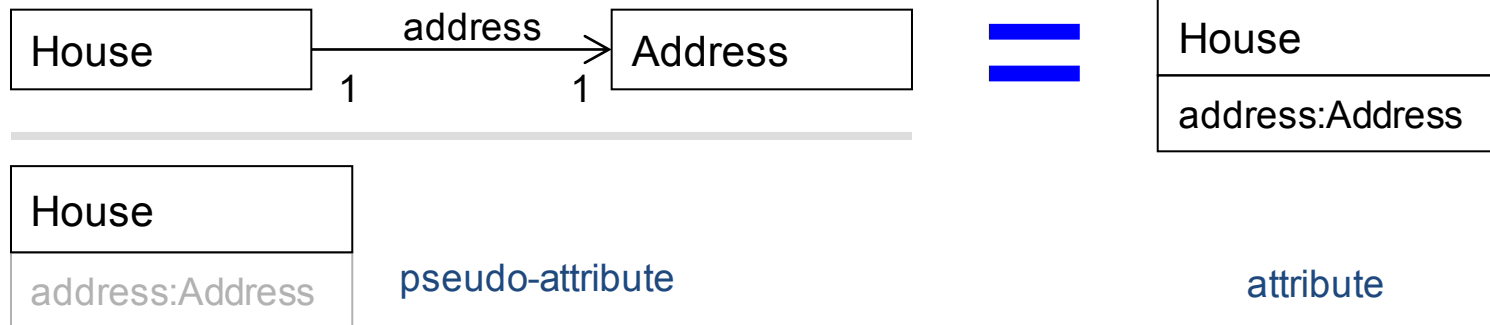 House
address
1
1
Address
=
House
address:Address
House
address:Address
pseudo-attribute
attribute